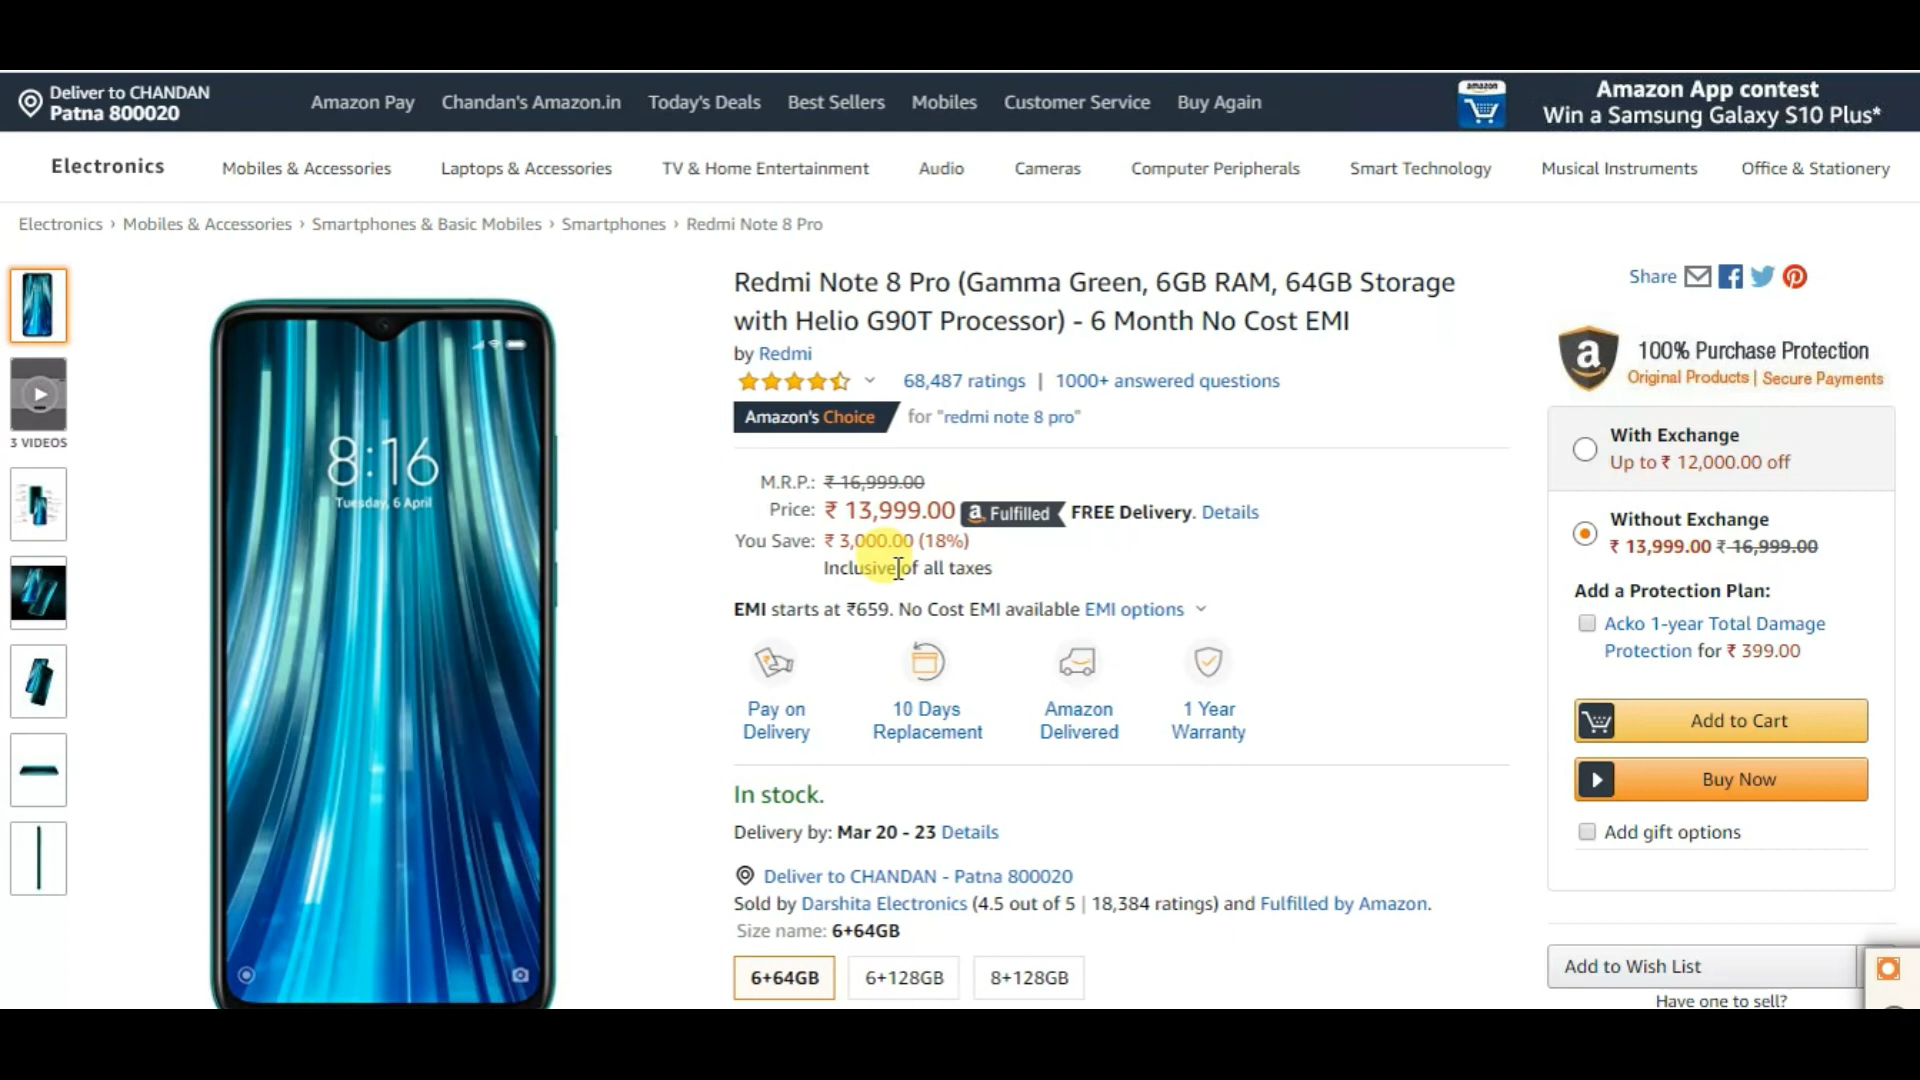 Deliver to CHANDAN
Patna 800020
Amazon Pay Chandan's Amazon.in Today's Deals Best Sellers Mobiles Customer Service Buy Again
amazon
Amazon App contest
Win a Samsung Galaxy S10 Plus*
Electronics Mobiles & Accessories Laptops & Accessories TV & Home Entertainment Audio Cameras Computer Peripherals Smart Technology Musical Instruments Office & Stationery
Electronics › Mobiles & Accessories › Smartphones & Basic Mobiles › Smartphones › Redmi Note 8 Pro
3 VIDEOS
8:16
Tuesday, 6 April
Redmi Note 8 Pro (Gamma Green, 6GB RAM, 64GB Storage
with Helio G90T Processor) - 6 Month No Cost EMI
by Redmi
68,487 ratings | 1000+ answered questions
Amazon's Choice for "redmi note 8 pro"
M.R.P.: ₹ 16,999.00
Price: ₹ 13,999.00 a Fulfilled FREE Delivery. Details
You Save: ₹ 3,000.00 (18%)
Inclusive of all taxes
EMI starts at ₹659. No Cost EMI available EMI options
Pay on
Delivery
10 Days
Replacement
Amazon
Delivered
1 Year
Warranty
In stock.
Delivery by: Mar 20 - 23 Details
Deliver to CHANDAN - Patna 800020
Sold by Darshita Electronics (4.5 out of 5 | 18,384 ratings) and Fulfilled by Amazon.
Size name: 6+64GB
6+64GB 6+128GB 8+128GB
Share
a
100% Purchase Protection
Original Products | Secure Payments
With Exchange
Up to ₹ 12,000.00 off
Without Exchange
₹ 13,999.00 ₹ 16,999.00
Add a Protection Plan:
Acko 1-year Total Damage
Protection for ₹ 399.00
Add to Cart
Buy Now
Add gift options
Add to Wish List
Have one to sell?